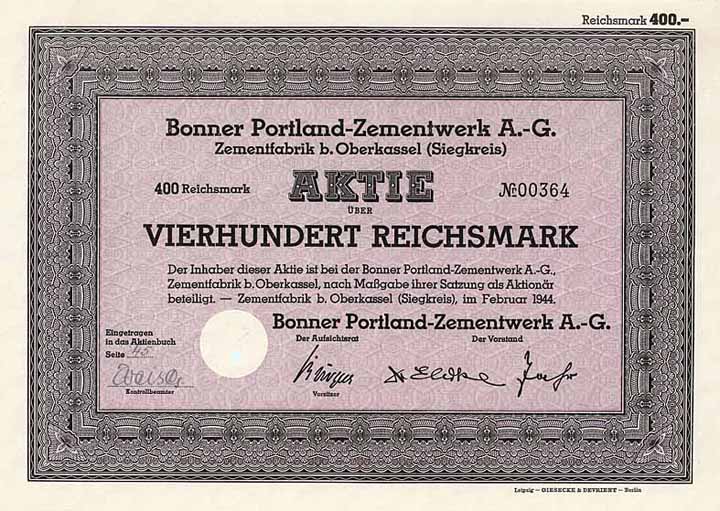 Reichsmark 400.–
Bonner Portland-Zementwerk A.-G.
Zementfabrik b. Oberkassel (Siegkreis)
400 Reichsmark AKTIE № 00364
ÜBER
VIERHUNDERT REICHSMARK
Der Inhaber dieser Aktie ist bei der Bonner Portland-Zementwerk A.-G.,
Zementfabrik b. Oberkassel, nach Maßgabe ihrer Satzung als Aktionär
beteiligt. — Zementfabrik b. Oberkassel (Siegkreis), im Februar 1944.
Bonner Portland-Zementwerk A.-G.
Der Aufsichtsrat Der Vorstand
Eingetragen
in das Aktienbuch
Seite 45
Kontrollbeamter
Vorsitzer
Leipzig — GIESECKE & DEVRIENT — Berlin